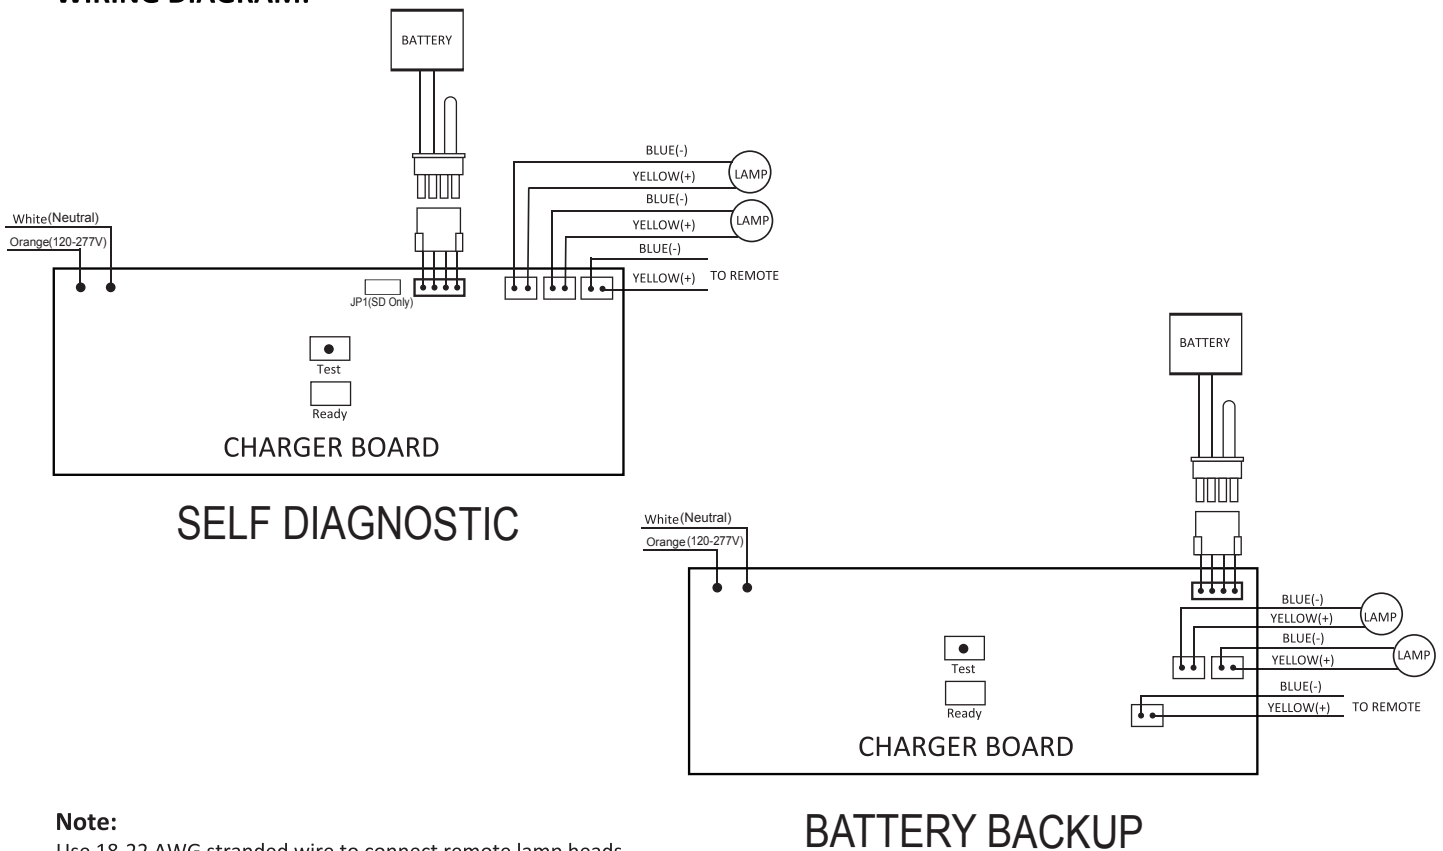 WIRING DIAGRAM:
BATTERY
BLUE(-)
YELLOW(+)
LAMP
BLUE(-)
YELLOW(+)
LAMP
BLUE(-)
YELLOW(+)
TO REMOTE
White(Neutral)
Orange(120-277V)
JP1(SD Only)
Test
Ready
CHARGER BOARD
SELF DIAGNOSTIC
BATTERY
White(Neutral)
Orange(120-277V)
BLUE(-)
YELLOW(+)
LAMP
BLUE(-)
YELLOW(+)
LAMP
BLUE(-)
YELLOW(+)
TO REMOTE
Test
Ready
CHARGER BOARD
BATTERY BACKUP
Note:
Use 18-22 AWG stranded wire to connect remote lamp heads